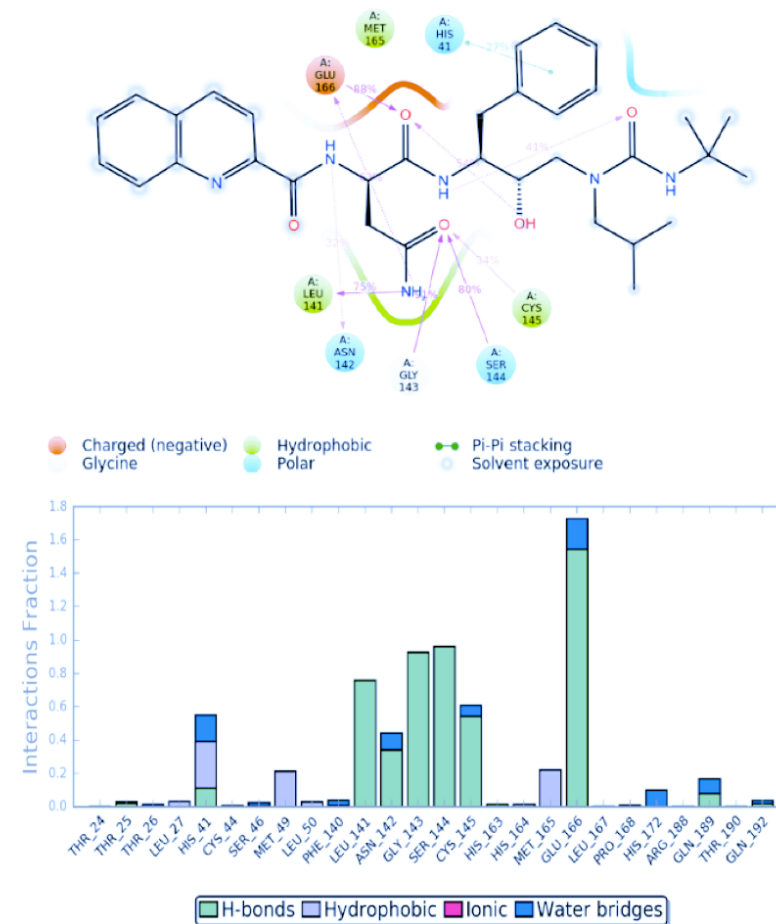 A:
MET
165
A:
HIS
41
27%
A:
GLU
166
88%
O
O
H
N
N
H
N
O
N
H
OH
O
41%
N
N
H
O
75%
NH
80%
34%
A:
LEU
141
A:
ASN
142
A:
GLY
143
A:
SER
144
A:
CYS
145
Charged (negative)
Hydrophobic
Pi-Pi stacking
Glycine
Polar
Solvent exposure
Interactions Fraction
1.8
1.6
1.4
1.2
1.0
0.8
0.6
0.4
0.2
0.0
THR_24
THR_25
THR_26
LEU_27
HIS_41
CYS_44
SER_46
MET_49
LEU_50
PHE_140
LEU_141
ASN_142
GLY_143
SER_144
CYS_145
HIS_163
HIS_164
MET_165
GLU_166
LEU_167
PRO_168
HIS_172
ARG_188
GLN_189
THR_190
GLN_192
H-bonds
Hydrophobic
Ionic
Water bridges